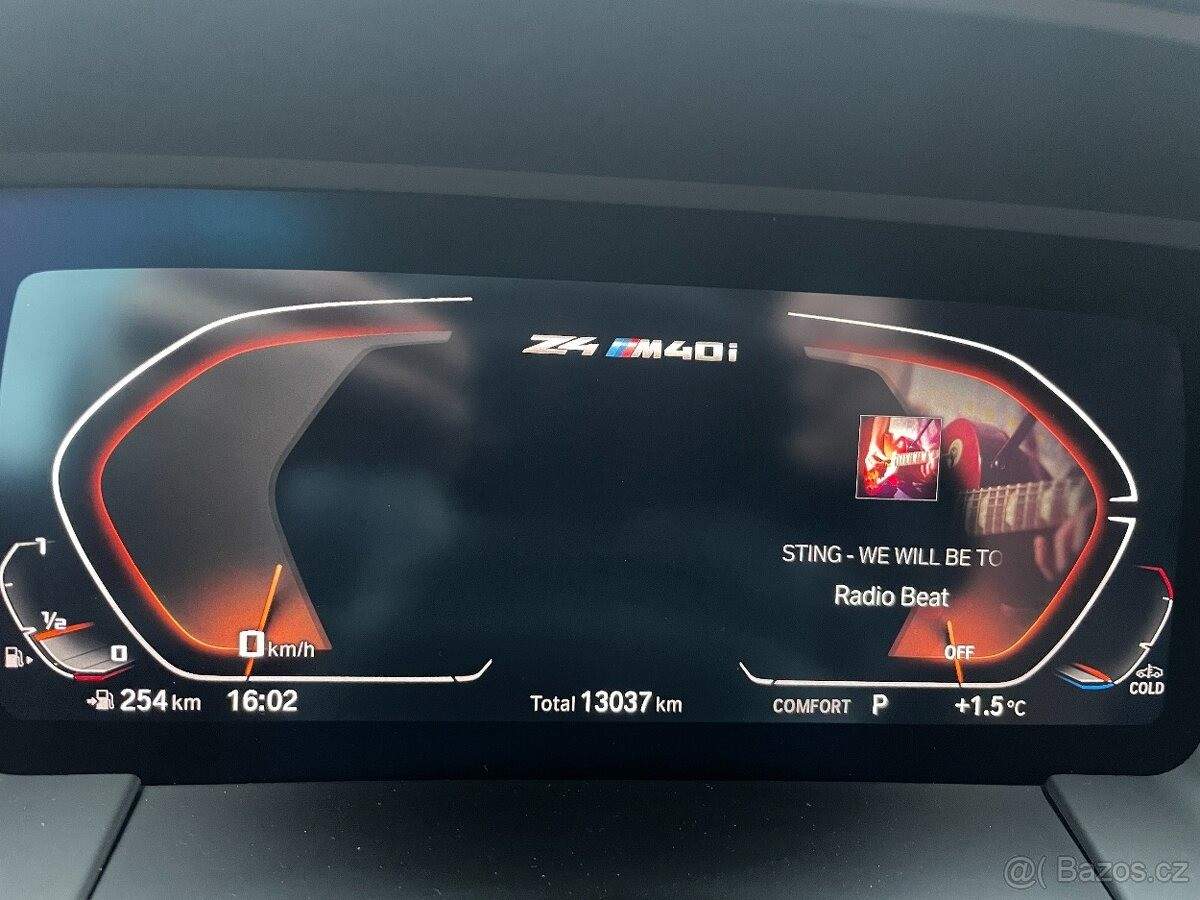 Z4 M40i
STING - WE WILL BE TO
Radio Beat
1
1/2
0
0 km/h
OFF
COLD
254 km
16:02
Total 13037 km
COMFORT P
+1.5 °C
@( Bazos.cz